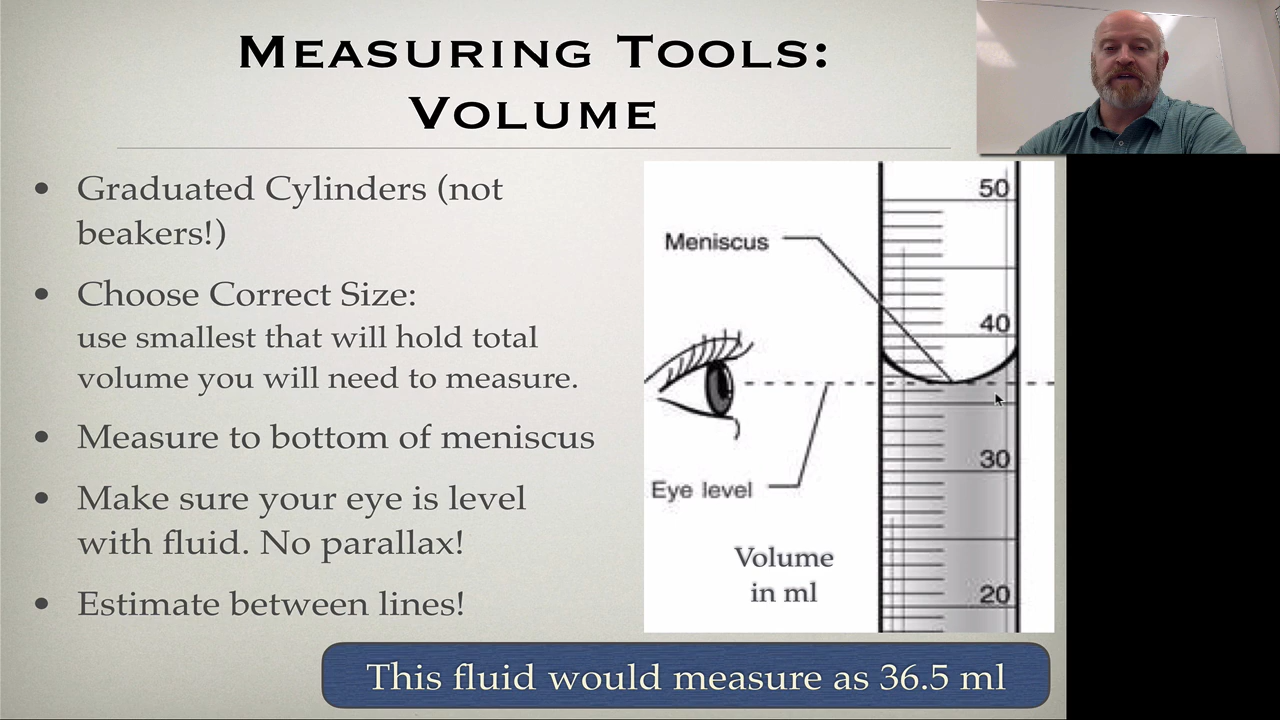 MEASURING TOOLS:
VOLUME
• Graduated Cylinders (not
beakers!)
• Choose Correct Size:
use smallest that will hold total
volume you will need to measure.
• Measure to bottom of meniscus
• Make sure your eye is level
with fluid. No parallax!
• Estimate between lines!
Meniscus
Eye level
Volume
in ml
50
40
30
20
This fluid would measure as 36.5 ml